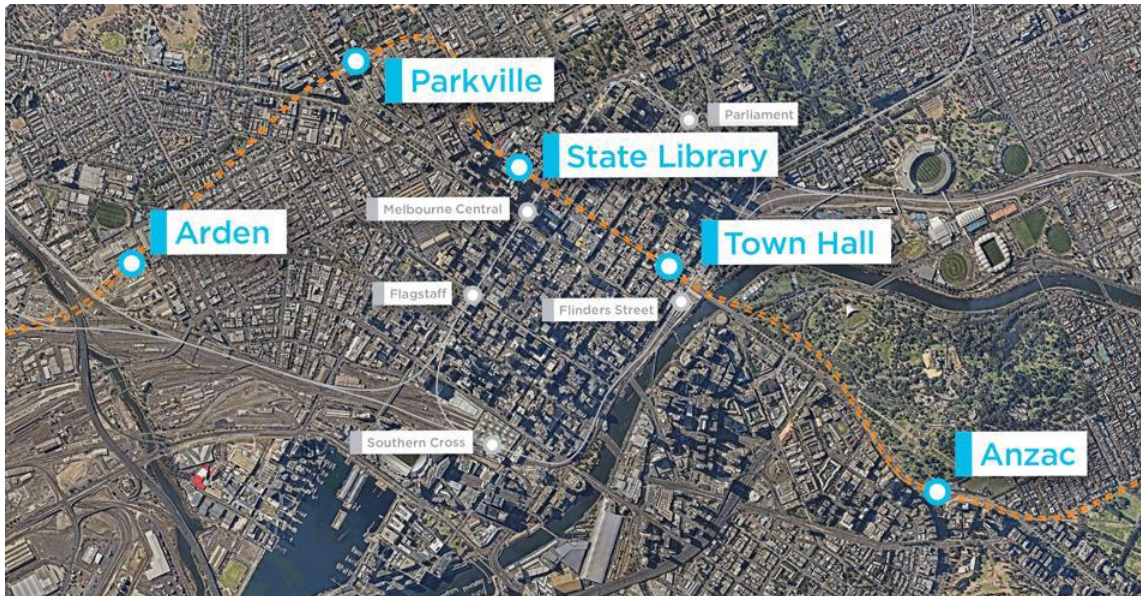 Parkville
Parliament
State Library
Melbourne Central
Arden
Town Hall
Flagstaff
Flinders Street
Southern Cross
Anzac